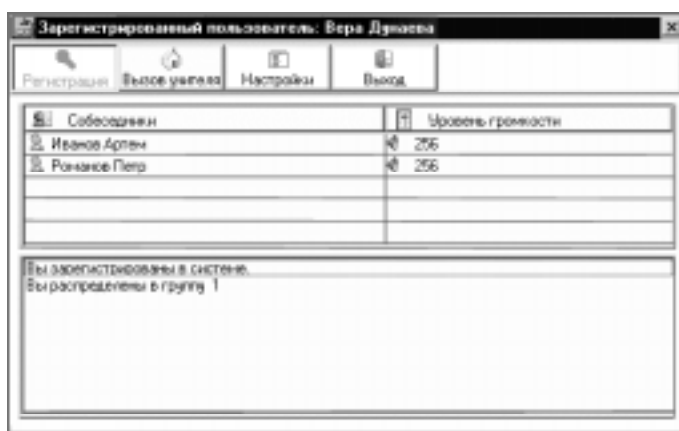 Зарегистрированный пользователь: Вера Дунаева
Регистрация Вызов учителя Настройки Выход
Собеседники Уровень громкости
Иванов Артем 256
Романов Петр 256
Вы зарегистрированы в системе.
Вы распределены в группу 1